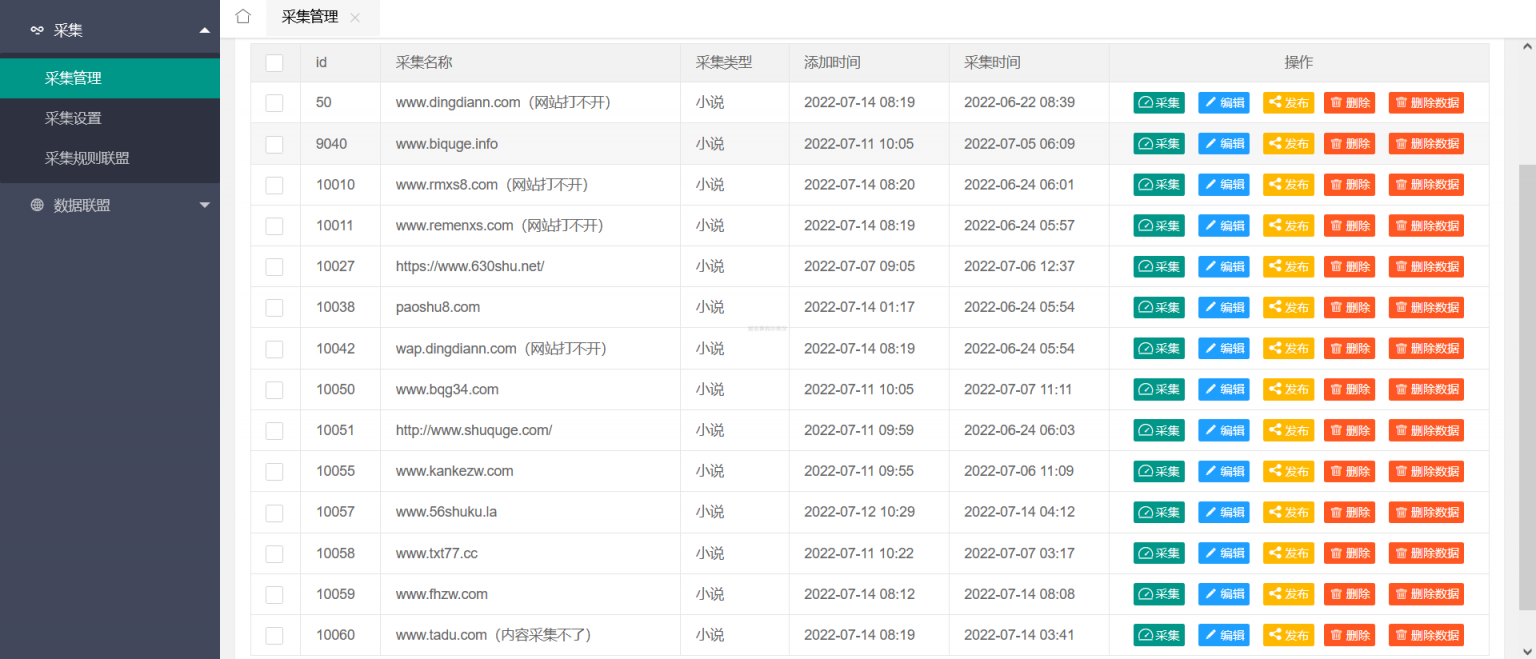 采集
采集管理
采集设置
采集规则联盟
数据联盟
采集管理
id 采集名称 采集类型 添加时间 采集时间 操作
50 www.dingdiann.com（网站打不开） 小说 2022-07-14 08:19 2022-06-22 08:39 采集 编辑 发布 删除 删除数据
9040 www.biquge.info 小说 2022-07-11 10:05 2022-07-05 06:09 采集 编辑 发布 删除 删除数据
10010 www.rmxs8.com（网站打不开） 小说 2022-07-14 08:20 2022-06-24 06:01 采集 编辑 发布 删除 删除数据
10011 www.remenxs.com（网站打不开） 小说 2022-07-14 08:19 2022-06-24 05:57 采集 编辑 发布 删除 删除数据
10027 https://www.630shu.net/ 小说 2022-07-07 09:05 2022-07-06 12:37 采集 编辑 发布 删除 删除数据
10038 paoshu8.com 小说 2022-07-14 01:17 2022-06-24 05:54 采集 编辑 发布 删除 删除数据
10042 wap.dingdiann.com（网站打不开） 小说 2022-07-14 08:19 2022-06-24 05:54 采集 编辑 发布 删除 删除数据
10050 www.bqg34.com 小说 2022-07-11 10:05 2022-07-07 11:11 采集 编辑 发布 删除 删除数据
10051 http://www.shuquge.com/ 小说 2022-07-11 09:59 2022-06-24 06:03 采集 编辑 发布 删除 删除数据
10055 www.kankezw.com 小说 2022-07-11 09:55 2022-07-06 11:09 采集 编辑 发布 删除 删除数据
10057 www.56shuku.la 小说 2022-07-12 10:29 2022-07-14 04:12 采集 编辑 发布 删除 删除数据
10058 www.txt77.cc 小说 2022-07-11 10:22 2022-07-07 03:17 采集 编辑 发布 删除 删除数据
10059 www.fhzw.com 小说 2022-07-14 08:12 2022-07-14 08:08 采集 编辑 发布 删除 删除数据
10060 www.tadu.com（内容采集不了） 小说 2022-07-14 08:19 2022-07-14 03:41 采集 编辑 发布 删除 删除数据